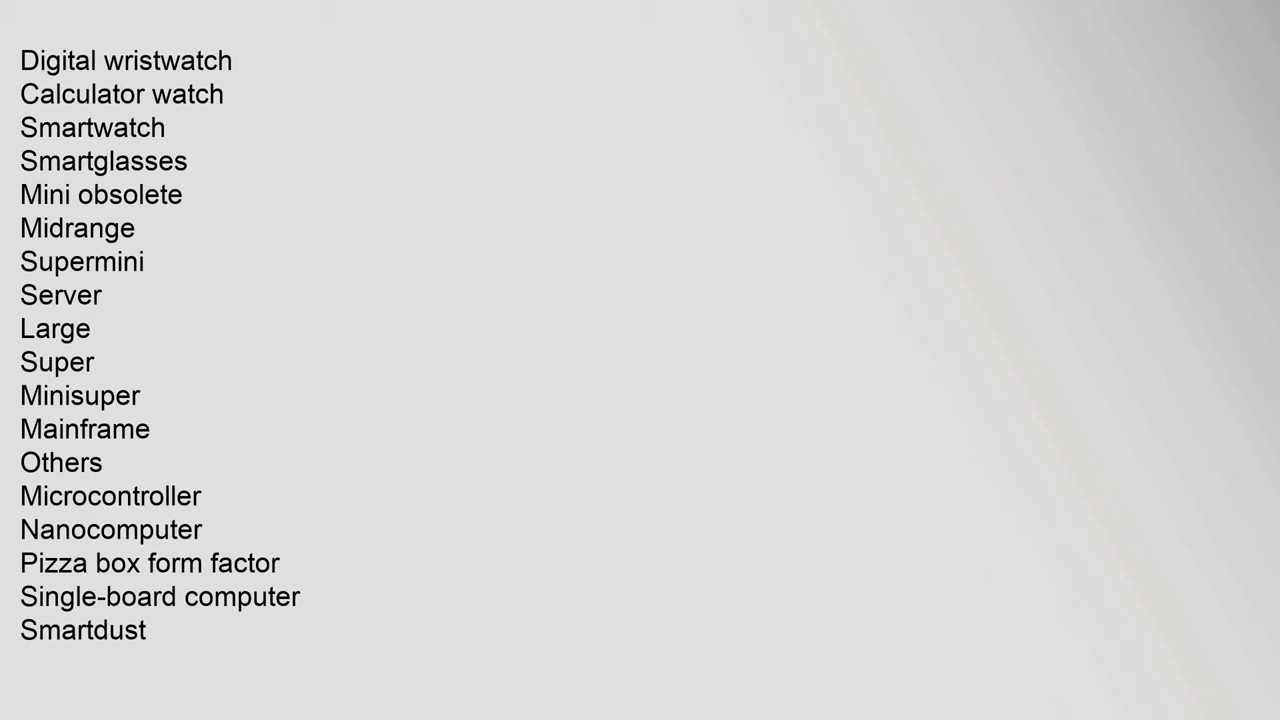 Digital wristwatch
Calculator watch
Smartwatch
Smartglasses
Mini obsolete
Midrange
Supermini
Server
Large
Super
Minisuper
Mainframe
Others
Microcontroller
Nanocomputer
Pizza box form factor
Single-board computer
Smartdust